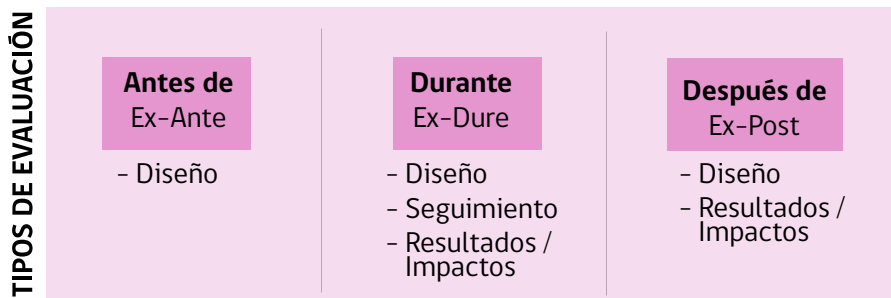 TIPOS DE EVALUACIÓN
Antes de
Ex-Ante
- Diseño
Durante
Ex-Dure
- Diseño
- Seguimiento
- Resultados /
Impactos
Después de
Ex-Post
- Diseño
- Resultados /
Impactos